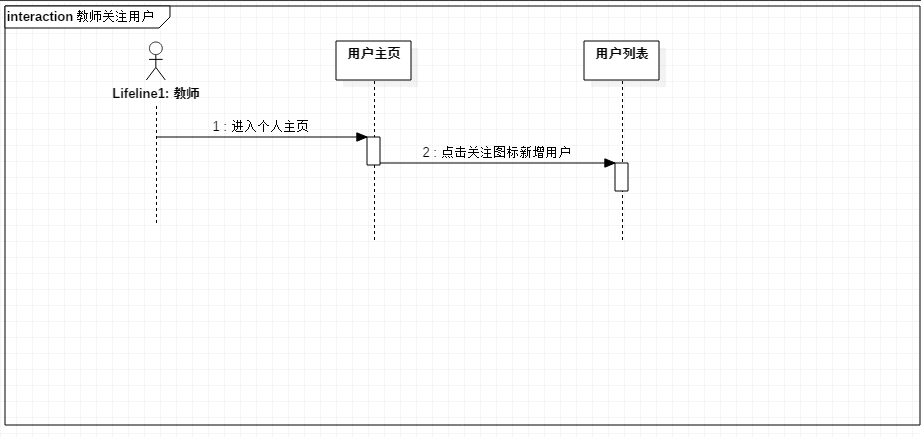 interaction 教师关注用户
用户主页
用户列表
Lifeline1: 教师
1 : 进入个人主页
2 : 点击关注图标新增用户